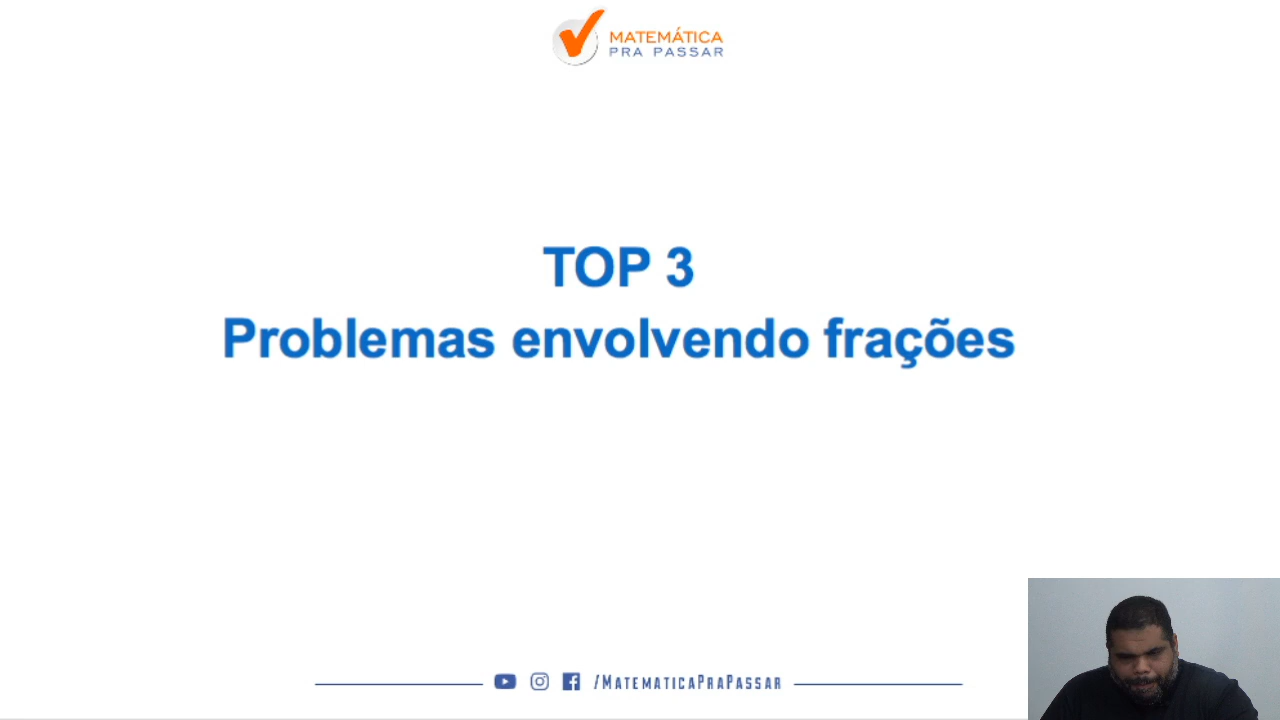 MATEMÁTICA
PRA PASSAR
TOP 3
Problemas envolvendo frações
/MATEMATICAPRAPASSAR